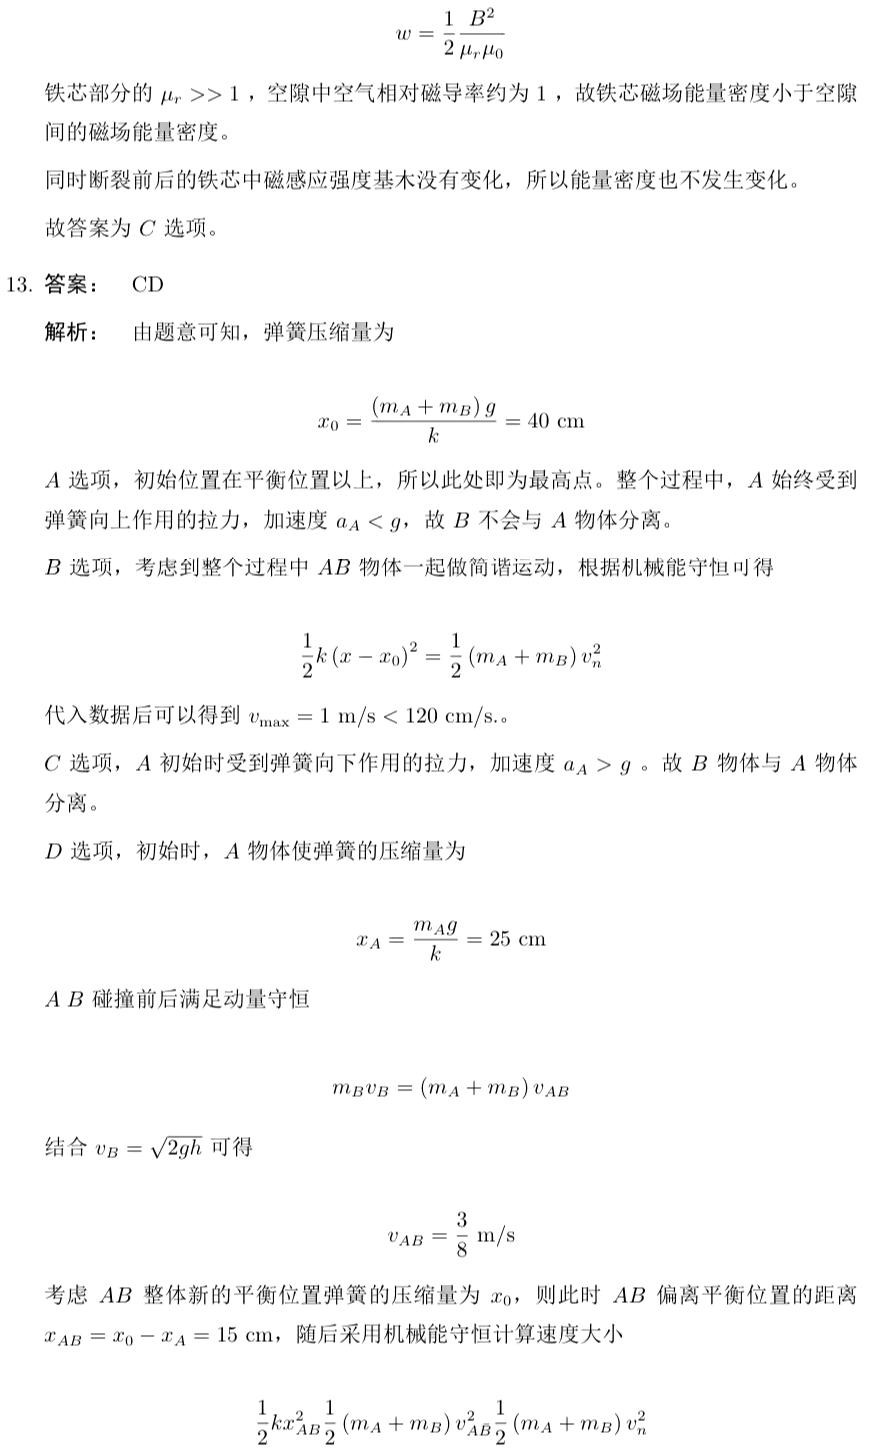 w = \frac{1}{2} \frac{B^2}{\mu_r \mu_0}
铁芯部分的 μ_r >> 1 ，空隙中空气相对磁导率约为 1 ，故铁芯磁场能量密度小于空隙
间的磁场能量密度。
同时断裂前后的铁芯中磁感应强度基木没有变化，所以能量密度也不发生变化。
故答案为 C 选项。
13. 答案： CD
解析： 由题意可知，弹簧压缩量为
x_0 = \frac{(m_A + m_B) g}{k} = 40 cm
A 选项，初始位置在平衡位置以上，所以此处即为最高点。整个过程中，A 始终受到
弹簧向上作用的拉力，加速度 a_A < g，故 B 不会与 A 物体分离。
B 选项，考虑到整个过程中 AB 物体一起做简谐运动，根据机械能守恒可得
\frac{1}{2} k (x - x_0)^2 = \frac{1}{2} (m_A + m_B) v_n^2
代入数据后可以得到 v_{max} = 1 m/s < 120 cm/s.。
C 选项，A 初始时受到弹簧向下作用的拉力，加速度 a_A > g 。故 B 物体与 A 物体
分离。
D 选项，初始时，A 物体使弹簧的压缩量为
x_A = \frac{m_A g}{k} = 25 cm
A B 碰撞前后满足动量守恒
m_B v_B = (m_A + m_B) v_{AB}
结合 v_B = \sqrt{2gh} 可得
v_{AB} = \frac{3}{8} m/s
考虑 AB 整体新的平衡位置弹簧的压缩量为 x_0，则此时 AB 偏离平衡位置的距离
x_{AB} = x_0 - x_A = 15 cm，随后采用机械能守恒计算速度大小
\frac{1}{2} k x_{AB}^2 \frac{1}{2} (m_A + m_B) v_{AB}^2 \frac{1}{2} (m_A + m_B) v_n^2